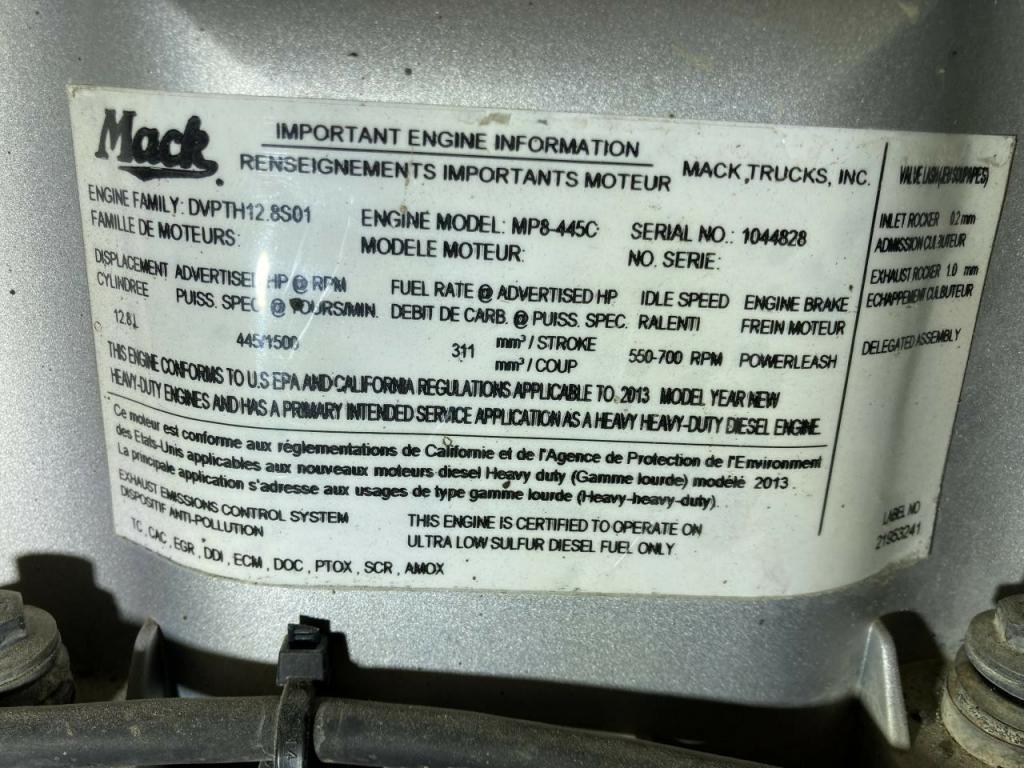 Mack
IMPORTANT ENGINE INFORMATION
RENSEIGNEMENTS IMPORTANTS MOTEUR
MACK TRUCKS, INC.
ENGINE FAMILY: DVPTH12.8S01
FAMILLE DE MOTEURS:
ENGINE MODEL: MP8-445C
MODELE MOTEUR:
SERIAL NO.: 1044828
NO. SERIE:
DISPLACEMENT
CYLINDREE
12.8L
ADVERTISED HP @ RPM
PUISS. SPEC @ TOURS/MIN.
445/1500
FUEL RATE @ ADVERTISED HP
DEBIT DE CARB. @ PUISS. SPEC.
311 mm³ / STROKE
mm³ / COUP
IDLE SPEED
RALENTI
550-700 RPM
ENGINE BRAKE
FREIN MOTEUR
POWERLEASH
THIS ENGINE CONFORMS TO U.S EPA AND CALIFORNIA REGULATIONS APPLICABLE TO 2013 MODEL YEAR NEW
HEAVY-DUTY ENGINES AND HAS A PRIMARY INTENDED SERVICE APPLICATION AS A HEAVY HEAVY-DUTY DIESEL ENGINE
Ce moteur est conforme aux réglementations de Californie et de l'Agence de Protection de l'Environment
des Etats-Unis applicables aux nouveaux moteurs diesel Heavy duty (Gamme lourde) modélé 2013.
La principale application s'adresse aux usages de type gamme lourde (Heavy-heavy-duty).
EXHAUST EMISSIONS CONTROL SYSTEM
DISPOSITIF ANTI-POLLUTION
TC, CAC, EGR, DDI, ECM, DOC, PTOX, SCR, AMOX
THIS ENGINE IS CERTIFIED TO OPERATE ON
ULTRA LOW SULFUR DIESEL FUEL ONLY
VALVE LASH (JEU SOUPAPES)
INLET ROCKER 0.2 mm
ADMISSION CULBUTEUR
EXHAUST ROCKER 1.0 mm
ECHAPPEMENT CULBUTEUR
DELEGATED ASSEMBLY
LABEL NO
21953241